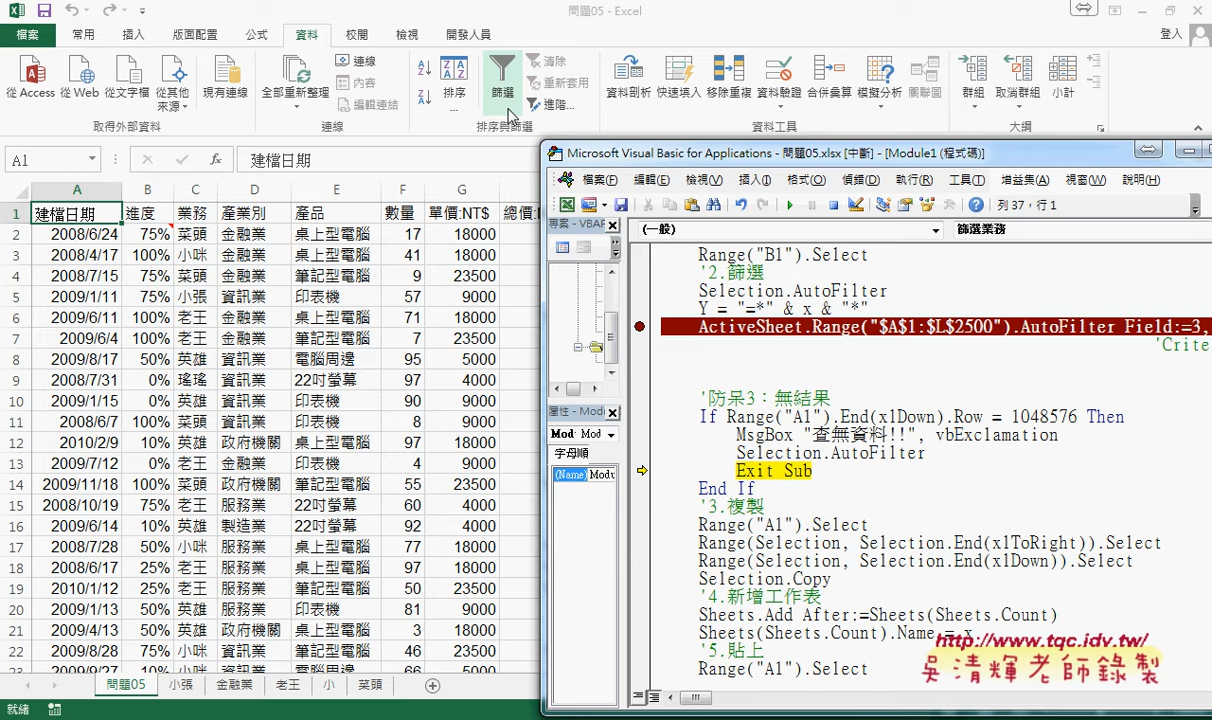 問題05 - Excel
檔案 常用 插入 版面配置 公式 資料 校閱 檢視 開發人員 登入
從 Access 從 Web 從文字檔 從其他來源 現有連線 全部重新整理 連線 內容 編輯連結 排序... 篩選 清除 重新套用 進階... 資料剖析 快速填入 移除重複 資料驗證 合併彙算 模擬分析 關聯圖 群組 取消群組 小計
取得外部資料 連線 排序與篩選 資料工具 大綱
A1 fx 建檔日期
A B C D E F G
1 建檔日期 進度 業務 產業別 產品 數量 單價:NT$ 總價:N
2 2008/6/24 75% 菜頭 金融業 桌上型電腦 17 18000
3 2008/4/17 100% 小咪 金融業 桌上型電腦 41 18000
4 2008/7/15 75% 菜頭 金融業 筆記型電腦 9 23500
5 2009/1/11 75% 小張 資訊業 印表機 57 9000
6 2009/6/11 100% 老王 金融業 桌上型電腦 71 18000
7 2009/6/4 100% 老王 資訊業 筆記型電腦 7 23500
8 2009/8/17 50% 英雄 資訊業 電腦周邊 95 5000
9 2008/7/31 0% 瑤瑤 資訊業 22吋螢幕 97 4000
10 2009/1/15 0% 英雄 資訊業 印表機 90 9000
11 2008/6/7 100% 菜頭 金融業 印表機 8 9000
12 2010/2/9 10% 英雄 政府機關 桌上型電腦 97 18000
13 2009/7/12 0% 老王 金融業 印表機 4 9000
14 2009/11/18 100% 菜頭 政府機關 筆記型電腦 55 23500
15 2008/10/19 75% 老王 服務業 22吋螢幕 60 4000
16 2009/6/14 10% 英雄 製造業 22吋螢幕 92 4000
17 2008/7/28 50% 小咪 服務業 桌上型電腦 77 18000
18 2008/6/17 25% 英雄 服務業 桌上型電腦 97 18000
19 2010/1/12 25% 老王 服務業 筆記型電腦 50 23500
20 2009/1/13 50% 英雄 服務業 印表機 81 9000
21 2009/4/13 50% 英雄 政府機關 桌上型電腦 3 18000
22 2009/8/28 75% 小咪 資訊業 筆記型電腦 46 23500
23 2009/9/27 10% 小咪 資訊業 電腦周邊 66 5000
問題05 小張 金融業 老王 小 菜頭
就緒
Microsoft Visual Basic for Applications - 問題05.xlsx [中斷] - [Module1 (程式碼)]
檔案(F) 編輯(E) 檢視(V) 插入(I) 格式(O) 偵錯(D) 執行(R) 工具(T) 增益集(A) 視窗(W) 說明(H)
列 37，行 1
專案 - VBAP
屬性 - Modu
Mod Mod
字母順
(Name) Modu
(一般) 篩選業務
Range("B1").Select
'2.篩選
Selection.AutoFilter
Y = "=*" & x & "*"
ActiveSheet.Range("$A$1:$L$2500").AutoFilter Field:=3,
'Crite
'防呆3：無結果
If Range("A1").End(xlDown).Row = 1048576 Then
MsgBox "查無資料!!", vbExclamation
Selection.AutoFilter
Exit Sub
End If
'3.複製
Range("A1").Select
Range(Selection, Selection.End(xlToRight)).Select
Range(Selection, Selection.End(xlDown)).Select
Selection.Copy
'4.新增工作表
Sheets.Add After:=Sheets(Sheets.Count)
Sheets(Sheets.Count).Name = x
'5.貼上
Range("A1").Select
http://www.tqc.idv.tw/
吳清輝老師錄製